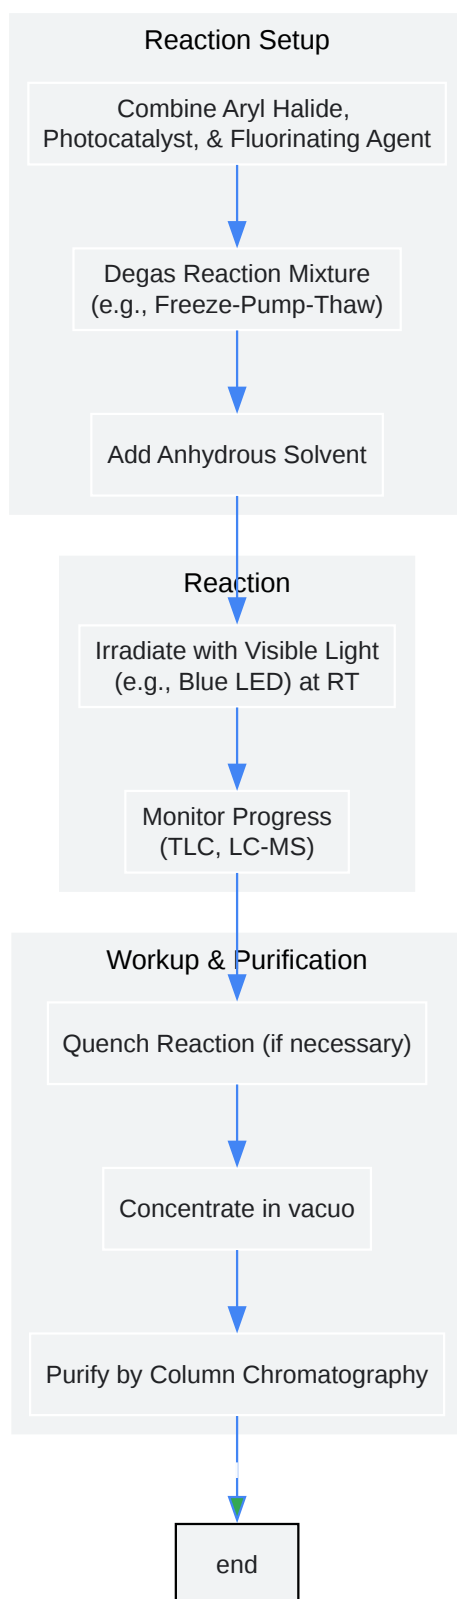 Reaction Setup
Combine Aryl Halide,
Photocatalyst, & Fluorinating Agent
Degas Reaction Mixture
(e.g., Freeze-Pump-Thaw)
Add Anhydrous Solvent
Reaction
Irradiate with Visible Light
(e.g., Blue LED) at RT
Monitor Progress
(TLC, LC-MS)
Workup & Purification
Quench Reaction (if necessary)
Concentrate in vacuo
Purify by Column Chromatography
end